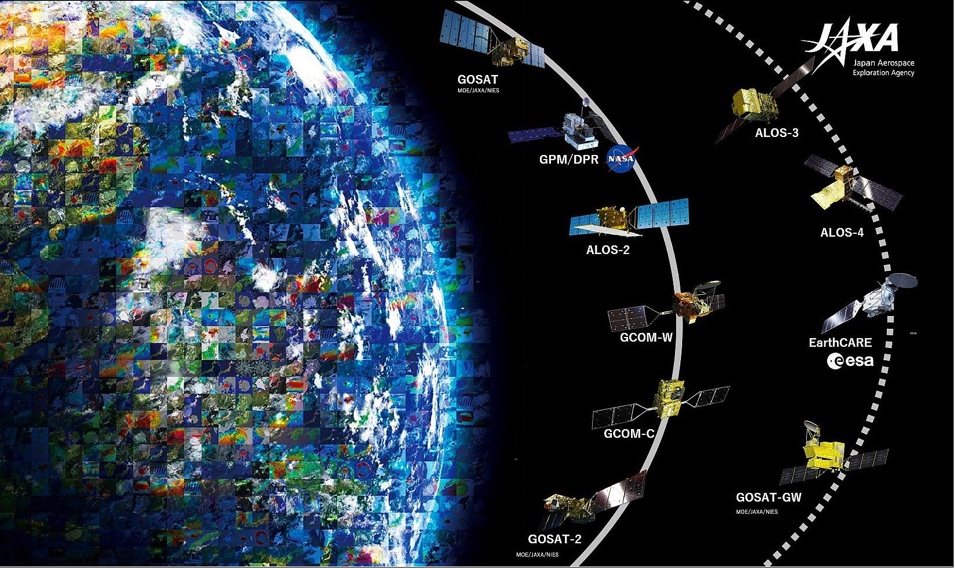 JAXA
Japan Aerospace
Exploration Agency
GOSAT
MOE/JAXA/NIES
GPM/DPR
NASA
ALOS-3
ALOS-2
ALOS-4
GCOM-W
EarthCARE
esa
GCOM-C
GOSAT-GW
MOE/JAXA/NIES
GOSAT-2
MOE/JAXA/NIES